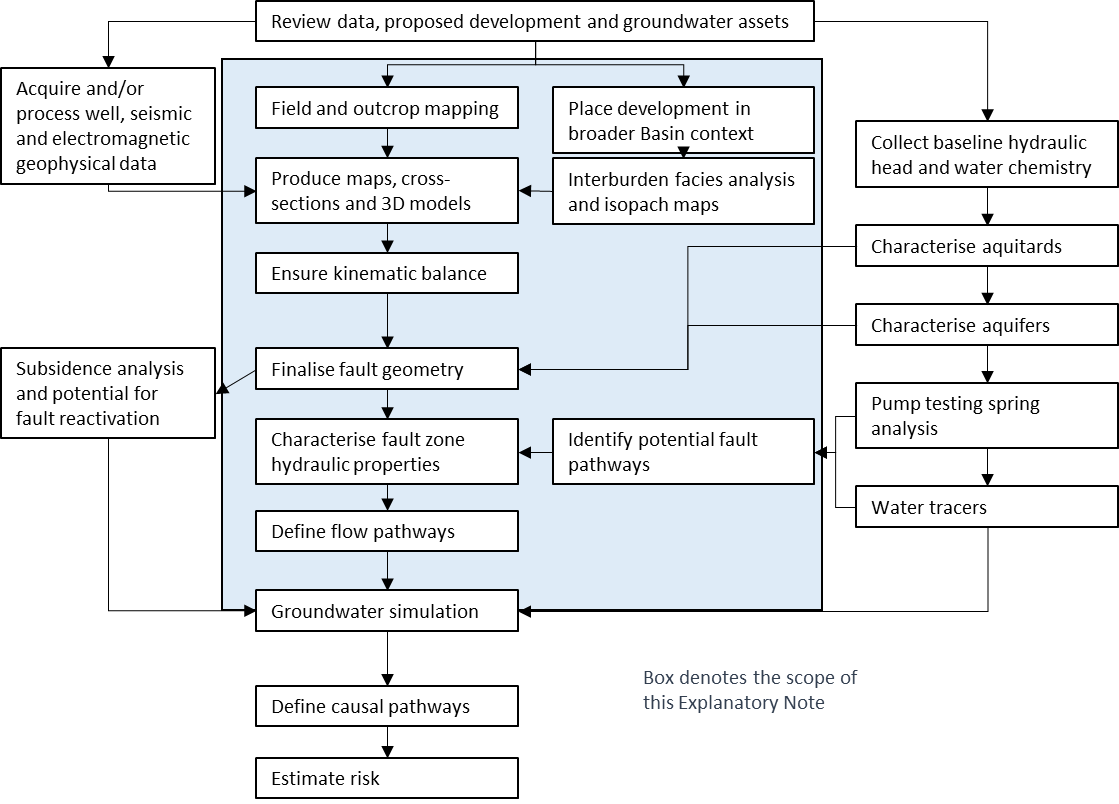 Review data, proposed development and groundwater assets
Acquire and/or
process well, seismic
and electromagnetic
geophysical data
Field and outcrop mapping
Place development in
broader Basin context
Collect baseline hydraulic
head and water chemistry
Produce maps, cross-
sections and 3D models
Interburden facies analysis
and isopach maps
Characterise aquitards
Ensure kinematic balance
Characterise aquifers
Subsidence analysis
and potential for
fault reactivation
Finalise fault geometry
Pump testing spring
analysis
Characterise fault zone
hydraulic properties
Identify potential fault
pathways
Water tracers
Define flow pathways
Groundwater simulation
Box denotes the scope of
this Explanatory Note
Define causal pathways
Estimate risk